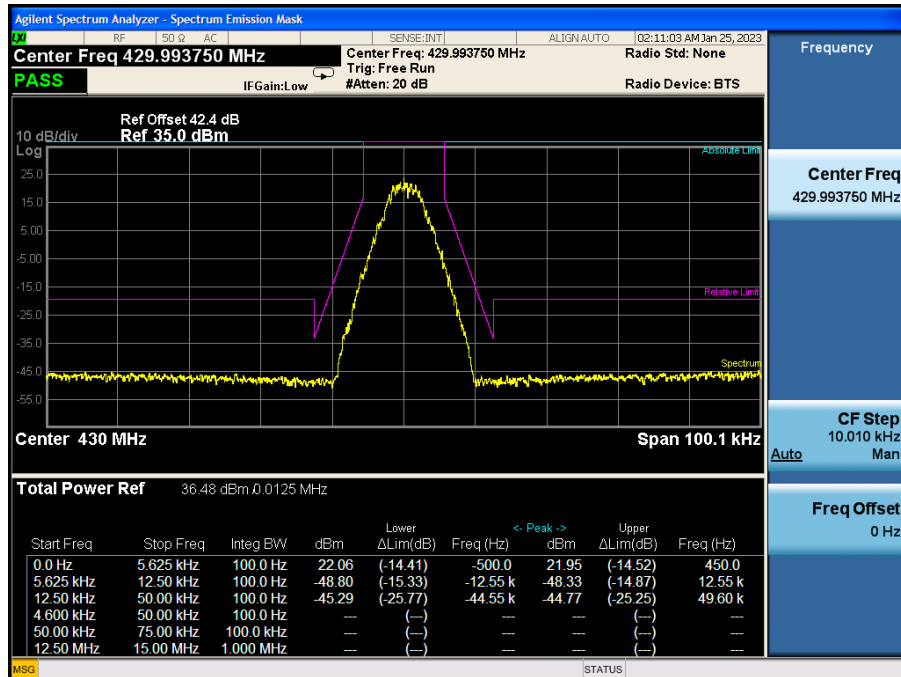 Agilent Spectrum Analyzer - Spectrum Emission Mask
LXI RF 50 Ω AC SENSE:INT ALIGN AUTO 02:11:03 AM Jan 25, 2023
Center Freq 429.993750 MHz
Center Freq: 429.993750 MHz Radio Std: None
Trig: Free Run
PASS IFGain:Low #Atten: 20 dB Radio Device: BTS
Frequency
Ref Offset 42.4 dB
10 dB/div Ref 35.0 dBm
Log
Absolute Limit
25.0
15.0
5.00
-5.00
-15.0
Relative Limit
-25.0
-35.0
Spectrum
-45.0
-55.0
Center 430 MHz Span 100.1 kHz
Center Freq
429.993750 MHz
CF Step
10.010 kHz
Auto Man
Freq Offset
0 Hz
Total Power Ref 36.48 dBm / 0.0125 MHz
Lower <- Peak -> Upper
Start Freq Stop Freq Integ BW dBm ΔLim(dB) Freq (Hz) dBm ΔLim(dB) Freq (Hz)
0.0 Hz 5.625 kHz 100.0 Hz 22.06 (-14.41) -500.0 21.95 (-14.52) 450.0
5.625 kHz 12.50 kHz 100.0 Hz -48.80 (-15.33) -12.55 k -48.33 (-14.87) 12.55 k
12.50 kHz 50.00 kHz 100.0 Hz -45.29 (-25.77) -44.55 k -44.77 (-25.25) 49.60 k
4.600 kHz 50.00 kHz 100.0 Hz --- (---) --- --- (---) ---
50.00 kHz 75.00 kHz 100.0 kHz --- (---) --- --- (---) ---
12.50 MHz 15.00 MHz 1.000 MHz --- (---) --- --- (---) ---
MSG STATUS